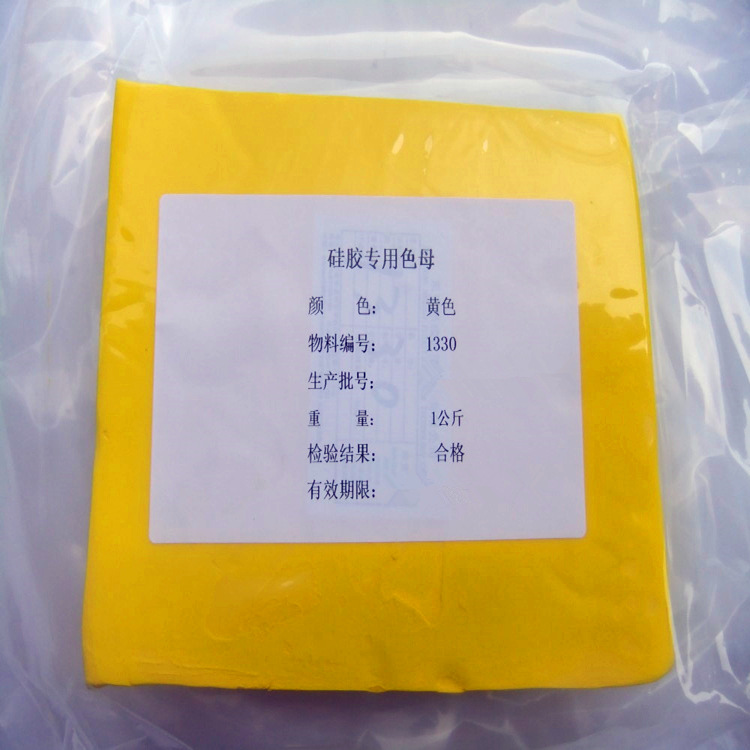 硅胶专用色母
颜 色: 黄色
物料编号: 1330
生产批号:
重 量: 1公斤
检验结果: 合格
有效期限: